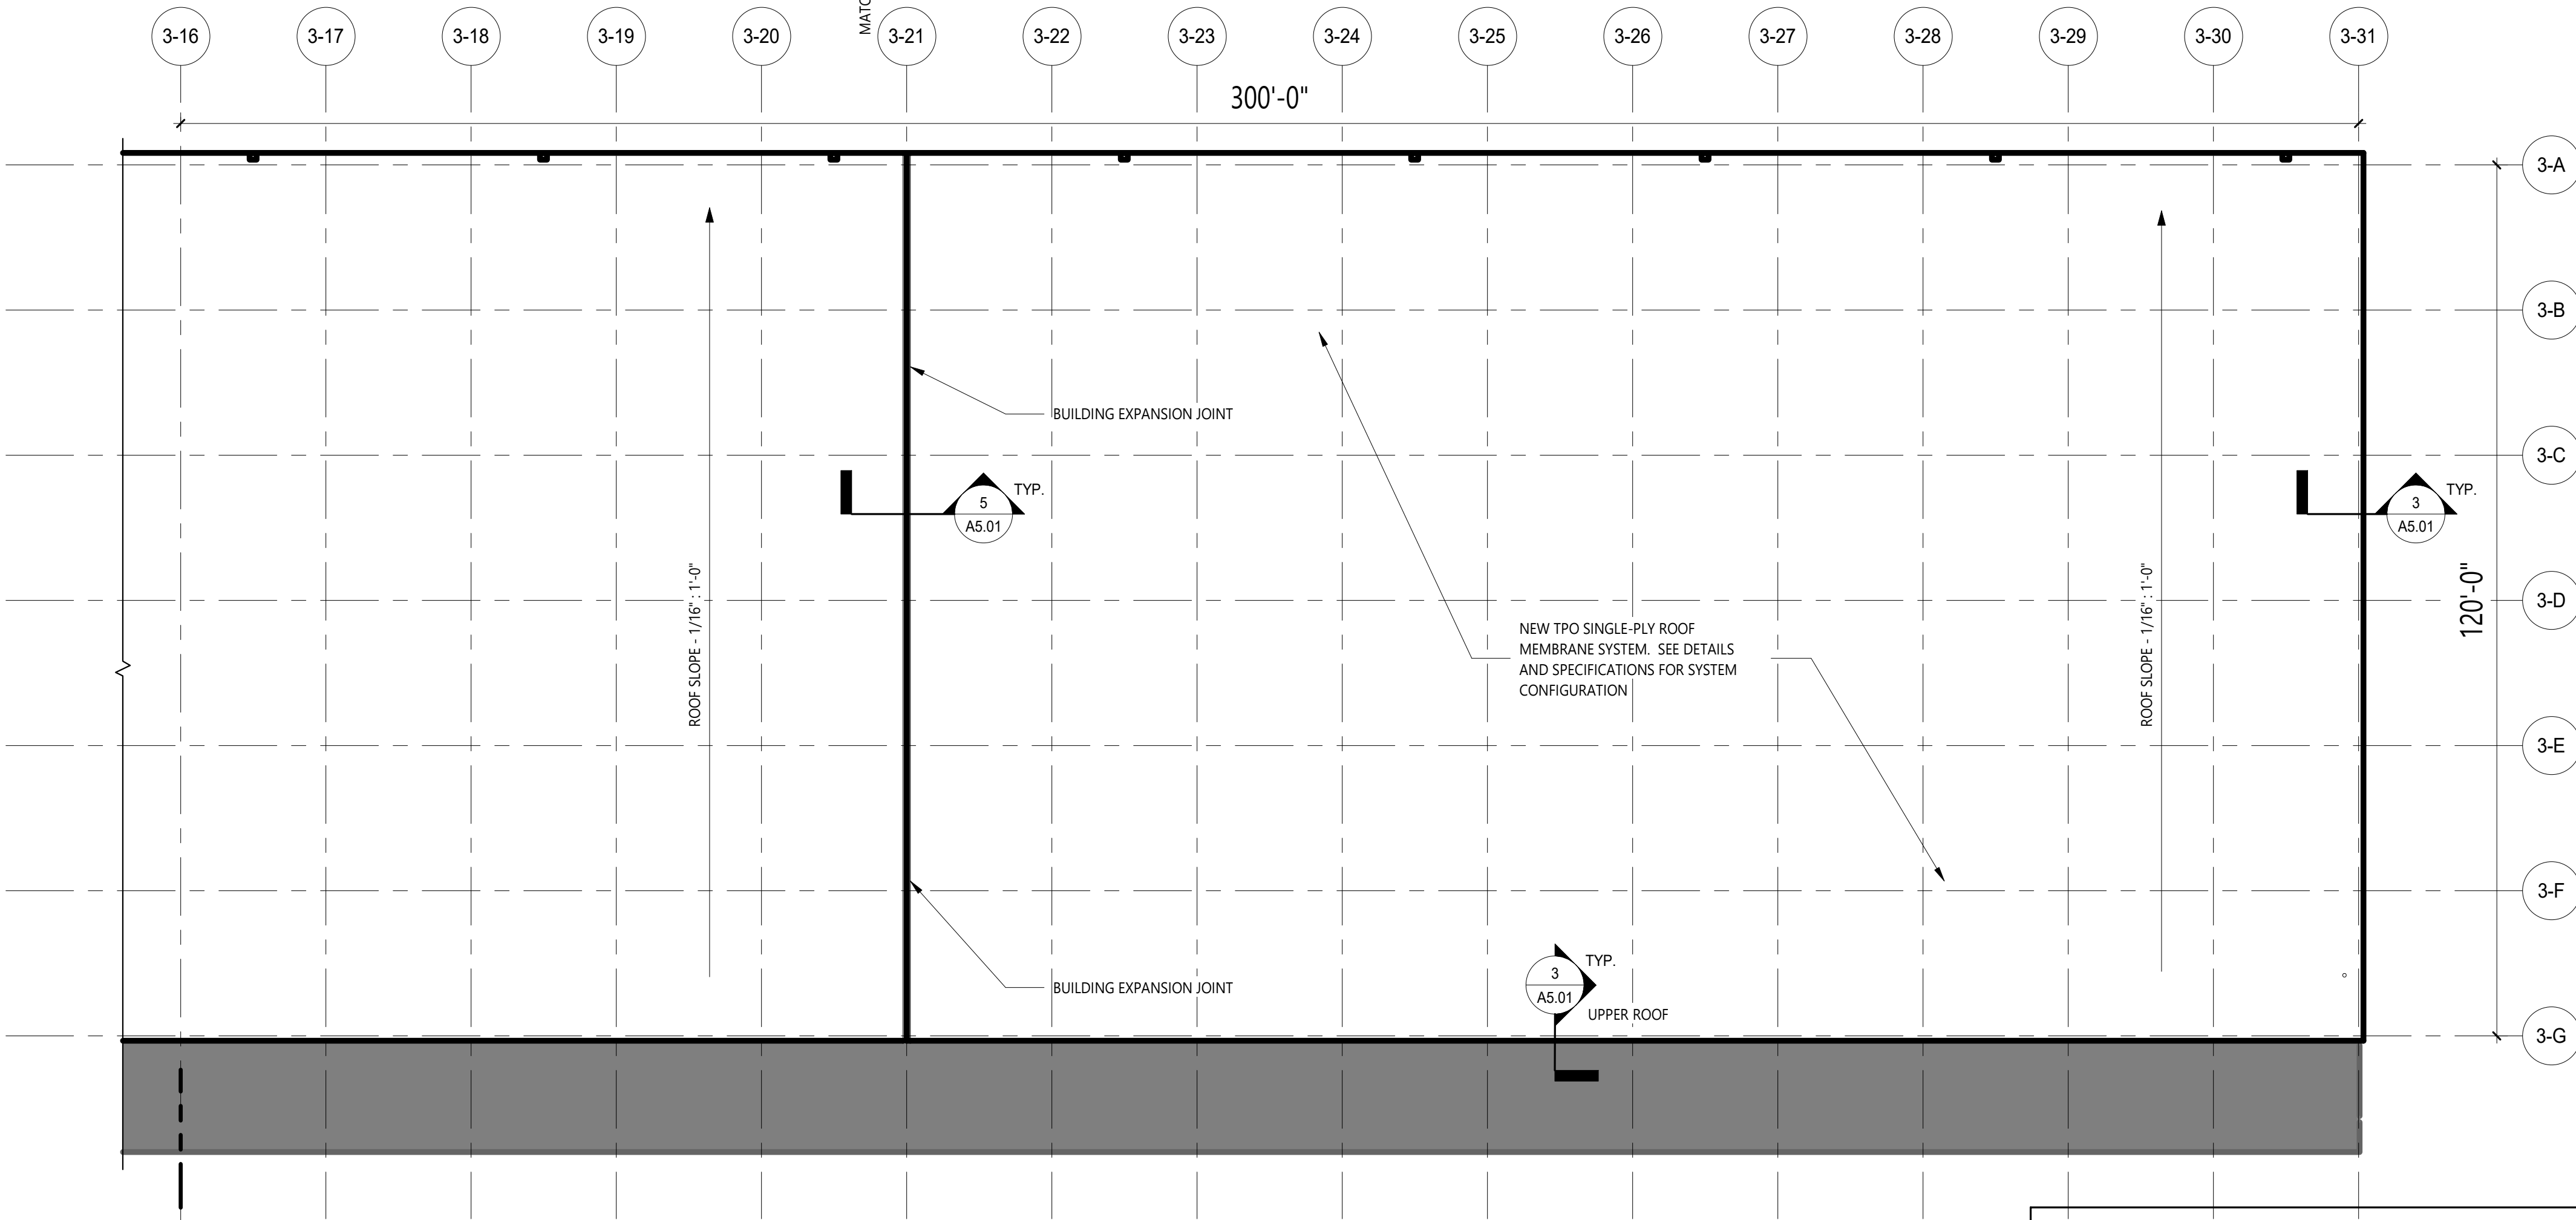 MATC
3-16 3-17 3-18 3-19 3-20 3-21 3-22 3-23 3-24 3-25 3-26 3-27 3-28 3-29 3-30 3-31
300'-0"
3-A
3-B
BUILDING EXPANSION JOINT
3-C
5
A5.01
TYP.
3
A5.01
TYP.
ROOF SLOPE - 1/16" : 1'-0"
ROOF SLOPE - 1/16" : 1'-0"
120'-0"
3-D
NEW TPO SINGLE-PLY ROOF
MEMBRANE SYSTEM. SEE DETAILS
AND SPECIFICATIONS FOR SYSTEM
CONFIGURATION
3-E
3-F
BUILDING EXPANSION JOINT
3
A5.01
TYP.
UPPER ROOF
3-G